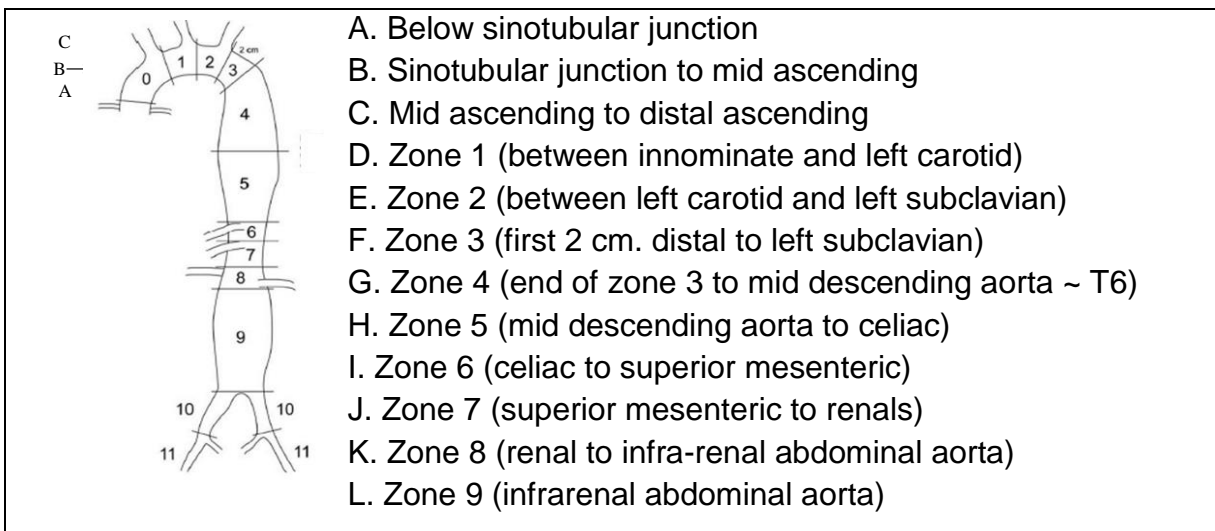 A. Below sinotubular junction
B. Sinotubular junction to mid ascending
C. Mid ascending to distal ascending
D. Zone 1 (between innominate and left carotid)
E. Zone 2 (between left carotid and left subclavian)
F. Zone 3 (first 2 cm. distal to left subclavian)
G. Zone 4 (end of zone 3 to mid descending aorta ~ T6)
H. Zone 5 (mid descending aorta to celiac)
I. Zone 6 (celiac to superior mesenteric)
J. Zone 7 (superior mesenteric to renals)
K. Zone 8 (renal to infra-renal abdominal aorta)
L. Zone 9 (infrarenal abdominal aorta)
C
B
A
0
1
2
2 cm
3
4
5
6
7
8
9
10
10
11
11